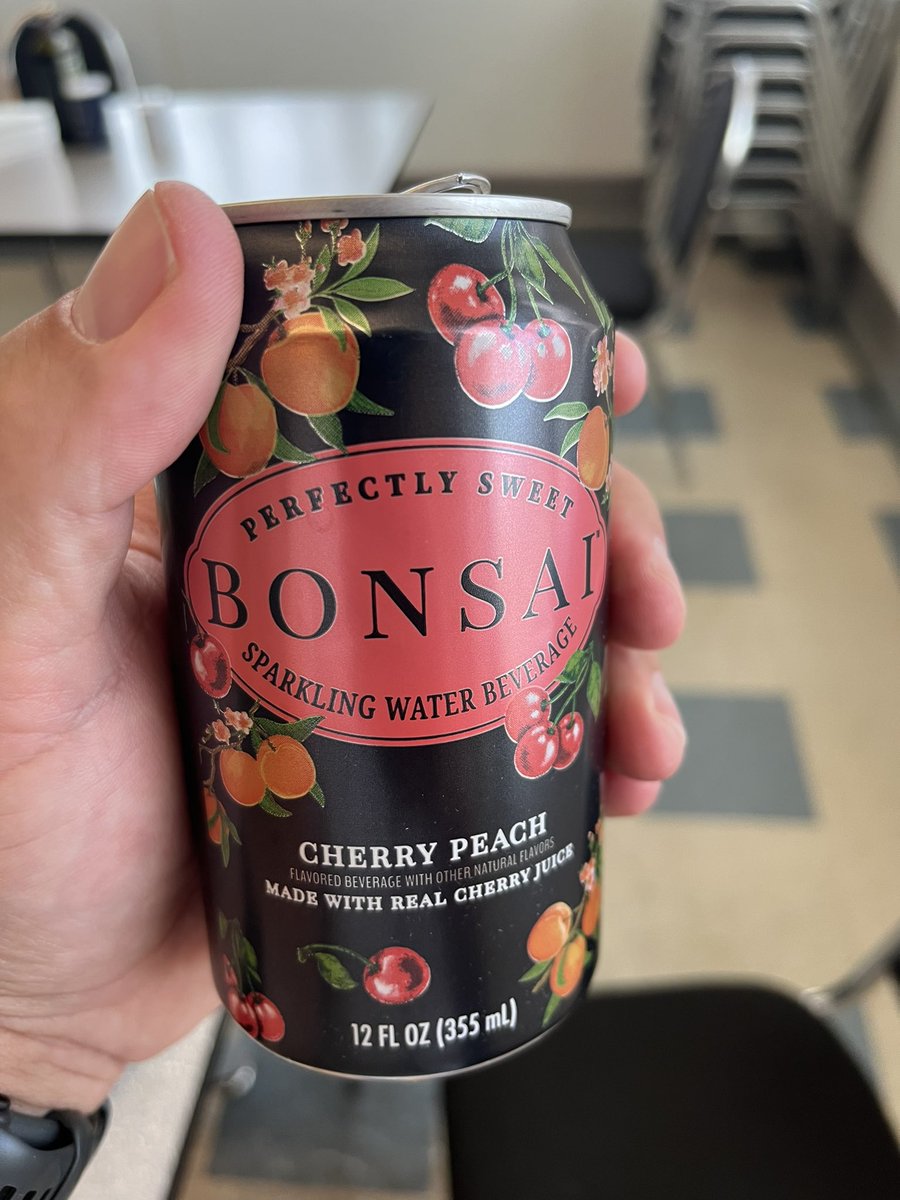 PERFECTLY SWEET
BONSAI™
SPARKLING WATER BEVERAGE
CHERRY PEACH
FLAVORED BEVERAGE WITH OTHER NATURAL FLAVORS
MADE WITH REAL CHERRY JUICE
12 FL OZ (355 mL)